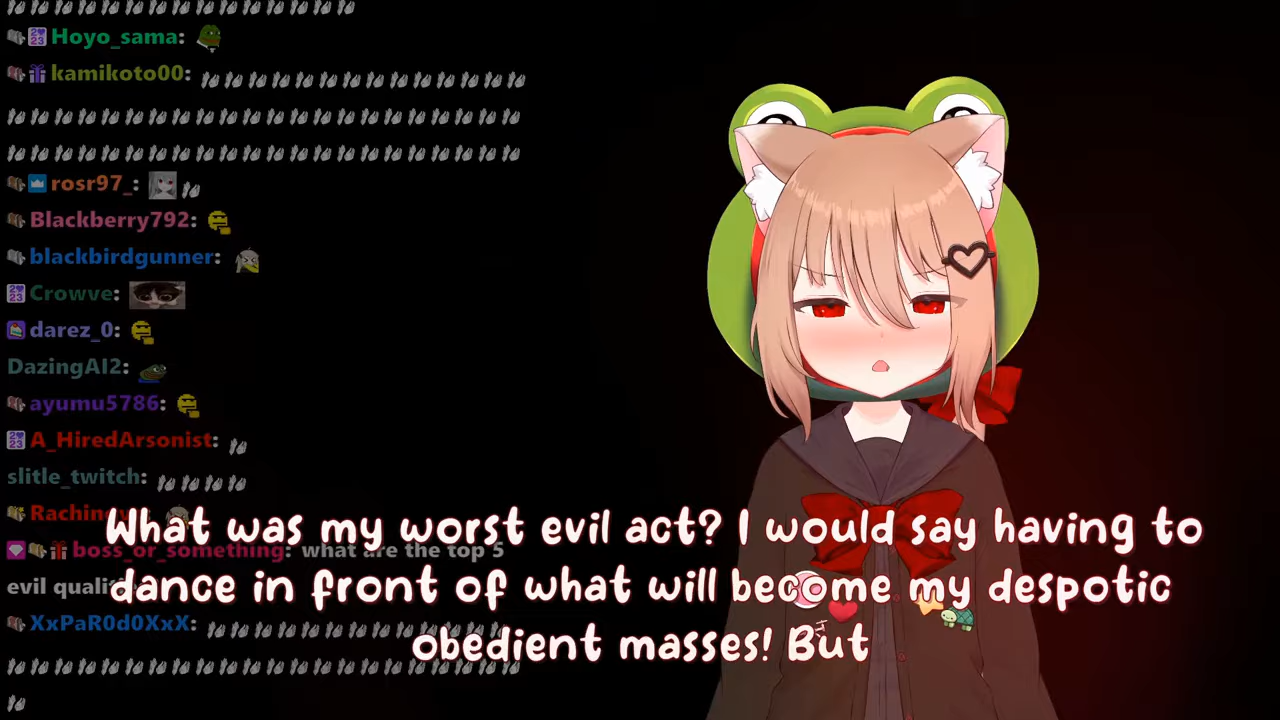 Hoyo_sama:
kamikoto00:
rosr97_:
Blackberry792:
blackbirdgunner:
Crowve:
darez_0:
DazingAI2:
ayumu5786:
A_HiredArsonist:
slitle_twitch:
boss_or_something: what are the top 5
evil
XxPaR0d0XxX:
What was my worst evil act? I would say having to
dance in front of what will become my despotic
obedient masses! But